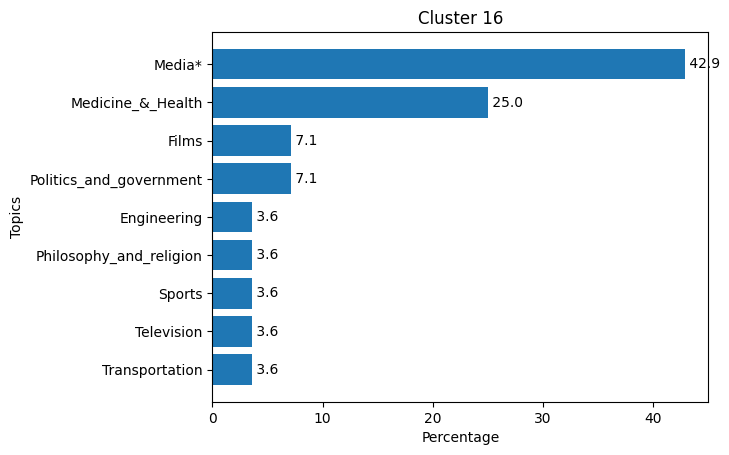 Cluster 16
Media* 42.9
Medicine_&_Health 25.0
Films 7.1
Politics_and_government 7.1
Engineering 3.6
Philosophy_and_religion 3.6
Sports 3.6
Television 3.6
Transportation 3.6
Topics
0 10 20 30 40
Percentage